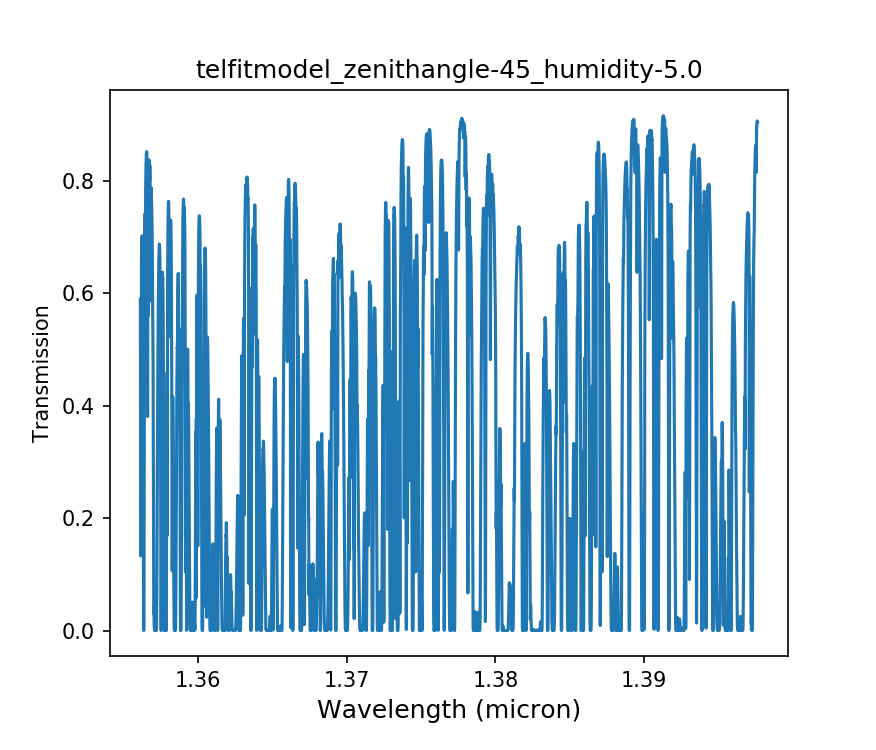 telfitmodel_zenithangle-45_humidity-5.0
Transmission
0.8
0.6
0.4
0.2
0.0
1.36 1.37 1.38 1.39
Wavelength (micron)